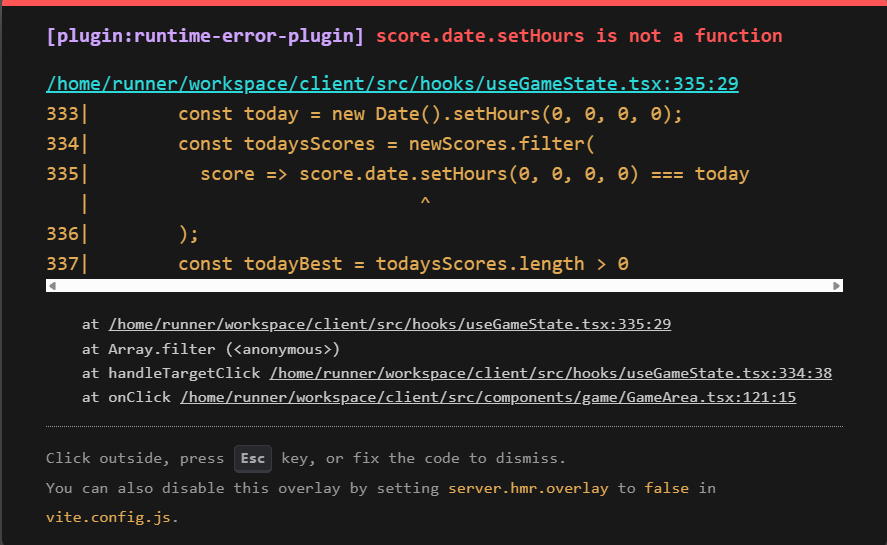 [plugin:runtime-error-plugin] score.date.setHours is not a function
/home/runner/workspace/client/src/hooks/useGameState.tsx:335:29
333|        const today = new Date().setHours(0, 0, 0, 0);
334|        const todaysScores = newScores.filter(
335|          score => score.date.setHours(0, 0, 0, 0) === today
   |                              ^
336|        );
337|        const todayBest = todaysScores.length > 0
at /home/runner/workspace/client/src/hooks/useGameState.tsx:335:29
at Array.filter (<anonymous>)
at handleTargetClick /home/runner/workspace/client/src/hooks/useGameState.tsx:334:38
at onClick /home/runner/workspace/client/src/components/game/GameArea.tsx:121:15
Click outside, press Esc key, or fix the code to dismiss.
You can also disable this overlay by setting server.hmr.overlay to false in
vite.config.js.